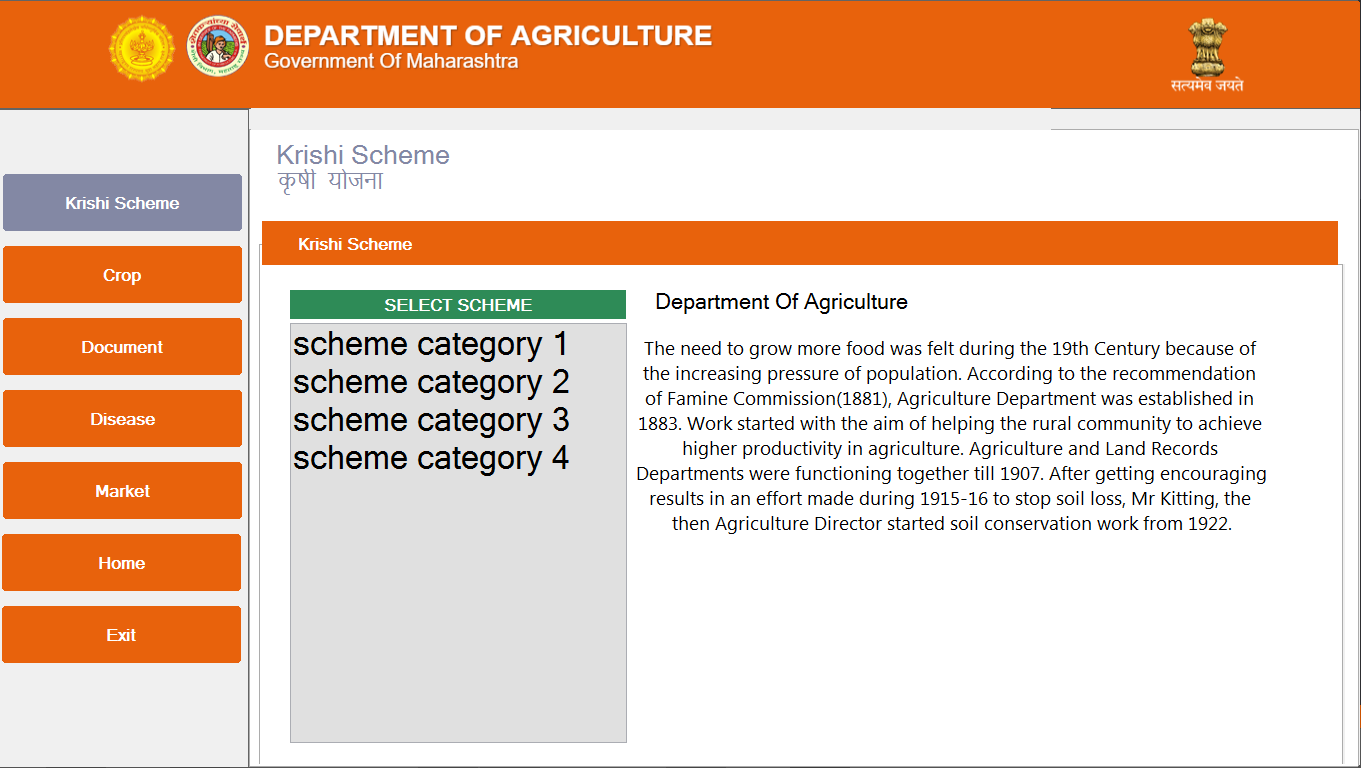 DEPARTMENT OF AGRICULTURE
Government Of Maharashtra
सत्यमेव जयते
Krishi Scheme
कृषी योजना
Krishi Scheme
Crop
Document
Disease
Market
Home
Exit
Krishi Scheme
SELECT SCHEME
scheme category 1
scheme category 2
scheme category 3
scheme category 4
Department Of Agriculture
The need to grow more food was felt during the 19th Century because of
the increasing pressure of population. According to the recommendation
of Famine Commission(1881), Agriculture Department was established in
1883. Work started with the aim of helping the rural community to achieve
higher productivity in agriculture. Agriculture and Land Records
Departments were functioning together till 1907. After getting encouraging
results in an effort made during 1915-16 to stop soil loss, Mr Kitting, the
then Agriculture Director started soil conservation work from 1922.